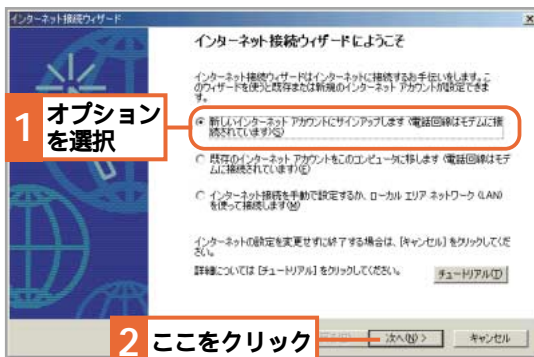 インターネット接続ウィザード
インターネット接続ウィザードにようこそ
インターネット接続ウィザードはインターネットに接続するお手伝いをします。こ
のウィザードを使うと既存または新規のインターネット アカウントが設定できま
す。
1 オプション
を選択
新しいインターネット アカウントにサインアップします (電話回線はモデムに接
続されています)(S)
既存のインターネット アカウントをこのコンピュータに移します (電話回線はモデ
ムに接続されています)(E)
インターネット接続を手動で設定するか、ローカル エリア ネットワーク (LAN)
を使って接続します(M)
インターネットの設定を変更せずに終了する場合は、[キャンセル] をクリックしてくだ
さい。
詳細については [チュートリアル] をクリックしてください。
チュートリアル(T)
2 ここをクリック
次へ(N) >
キャンセル